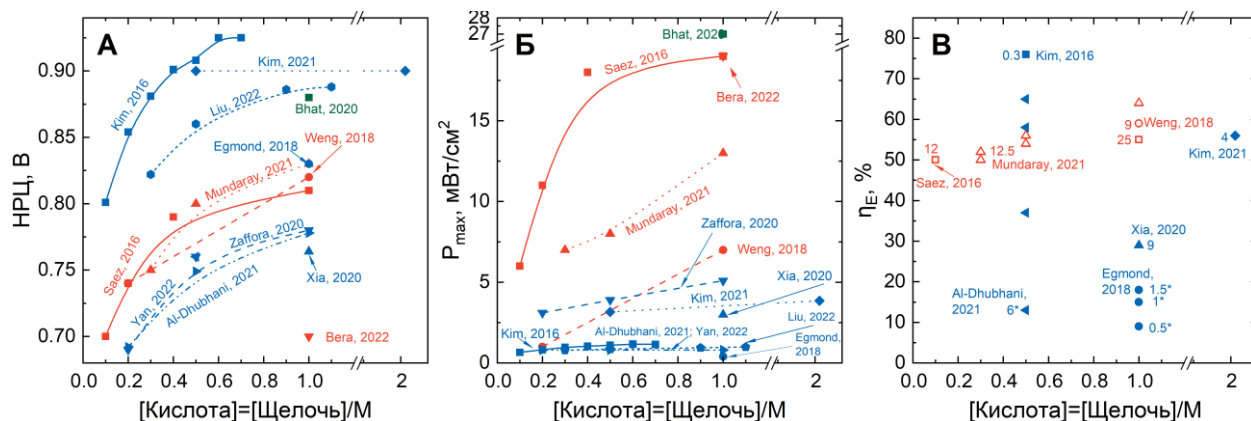 А
НРЦ, В
0.90
0.85
0.80
0.75
0.70
Kim, 2016
Kim, 2021
Liu, 2022
Bhat, 2020
Weng, 2018
Egmond, 2018
Mundaray, 2021
Saez, 2016
Zaffora, 2020
Yan, 2022
Al-Dhubhani, 2021
Xia, 2020
Bera, 2022
0.0 0.2 0.4 0.6 0.8 1.0 2
[Кислота]=[Щелочь]/М
Б
P max, мВт/см2
28
27
15
10
5
0
Bhat, 2020
Saez, 2016
Bera, 2022
Mundaray, 2021
Zaffora, 2020
Weng, 2018
Xia, 2020
Kim, 2021
Kim, 2016
Al-Dhubhani, 2021; Yan, 2022
Liu, 2022
Egmond,
2018
0.0 0.2 0.4 0.6 0.8 1.0 2
[Кислота]=[Щелочь]/М
В
ηE, %
80
70
60
50
40
30
20
10
0
0.3 Kim, 2016
9 Weng, 2018
25
4
Kim, 2021
12
12.5
Mundaray, 2021
Saez, 2016
Xia, 2020
9
Egmond,
2018
1.5*
1*
0.5*
Al-Dhubhani,
2021
6*
0.0 0.2 0.4 0.6 0.8 1.0 2
[Кислота]=[Щелочь]/М